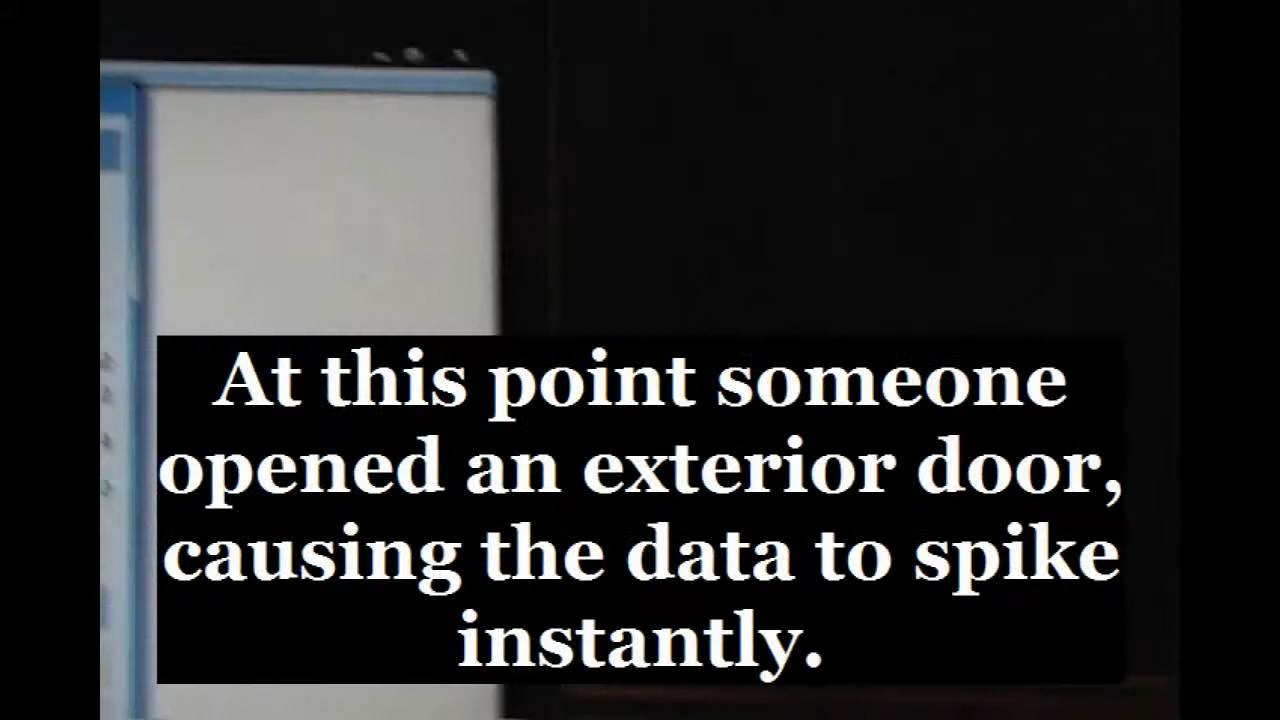 At this point someone
opened an exterior door,
causing the data to spike
instantly.